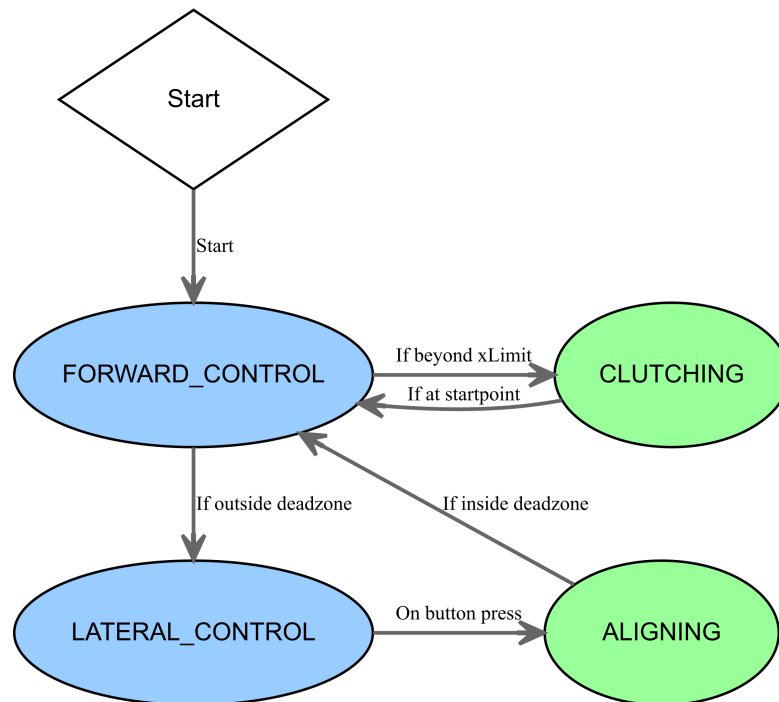 Start
Start
FORWARD_CONTROL
If beyond xLimit
CLUTCHING
If at startpoint
If outside deadzone
If inside deadzone
LATERAL_CONTROL
On button press
ALIGNING